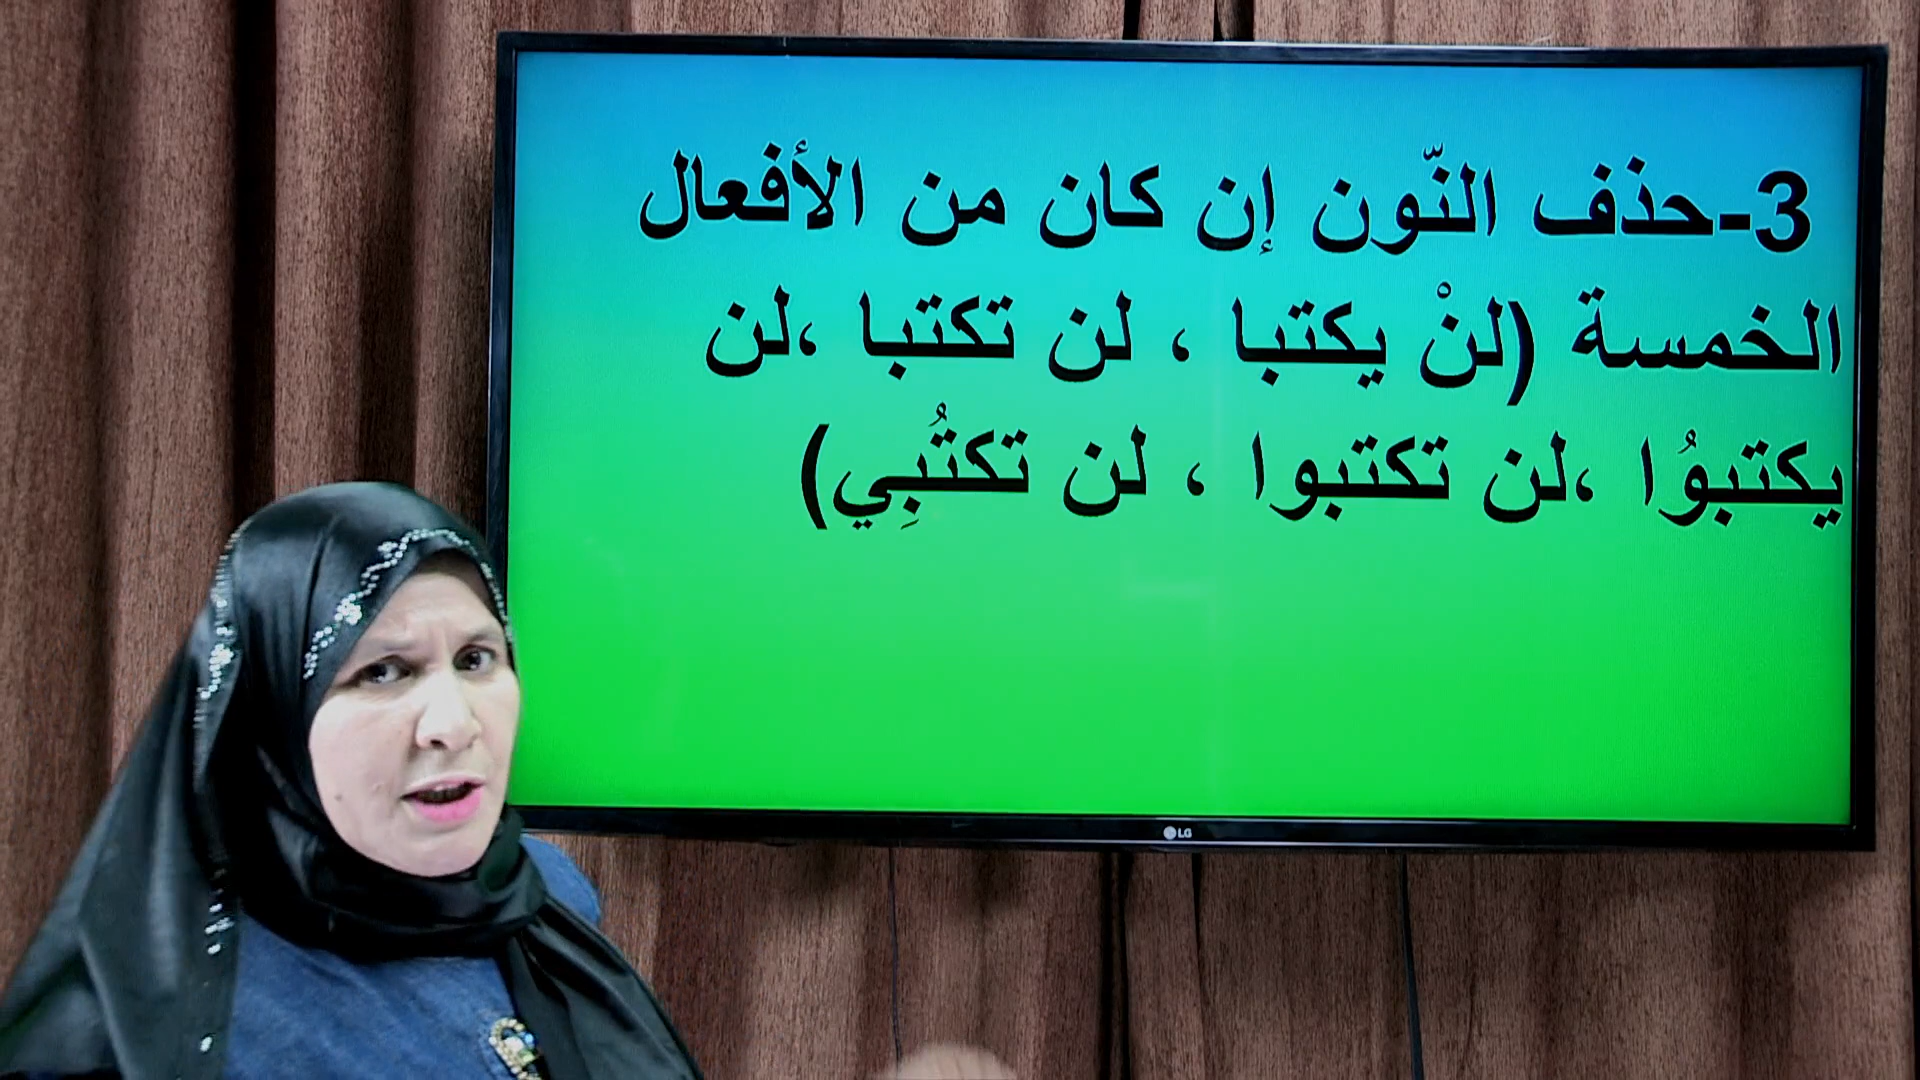 3-حذف النّون إن كان من الأفعال
الخمسة (لنْ يكتبا ، لن تكتبا ،لن
يكتبوُا ،لن تكتبوا ، لن تكتُبِي)
LG